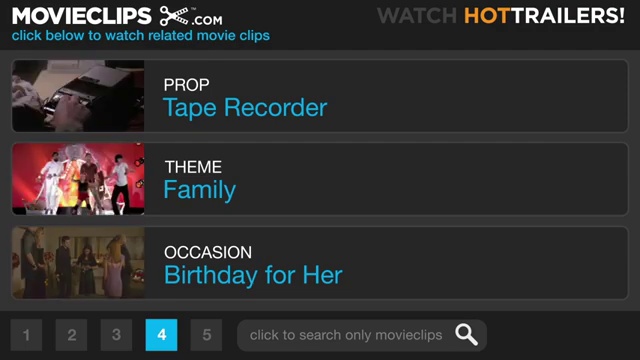 MOVIECLIPS™.COM
WATCH HOTTRAILERS!
click below to watch related movie clips
PROP
Tape Recorder
THEME
Family
OCCASION
Birthday for Her
1 2 3 4 5
click to search only movieclips